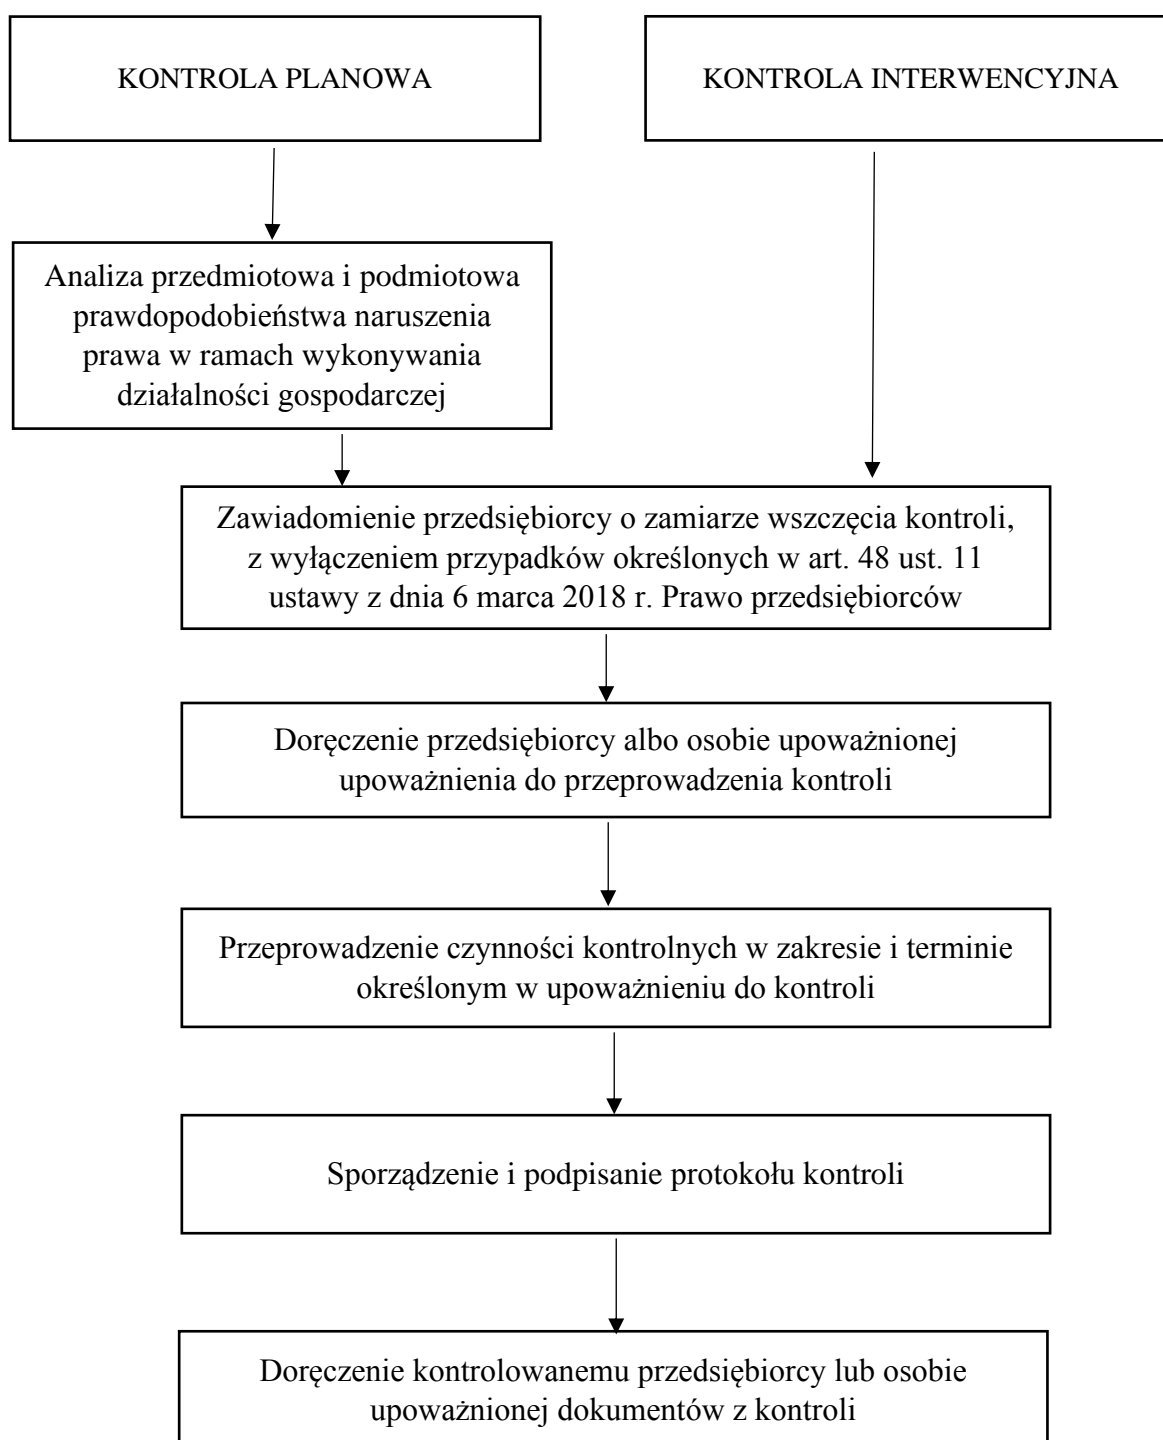 KONTROLA PLANOWA
KONTROLA INTERWENCYJNA
Analiza przedmiotowa i podmiotowa
prawdopodobieństwa naruszenia
prawa w ramach wykonywania
działalności gospodarczej
Zawiadomienie przedsiębiorcy o zamiarze wszczęcia kontroli,
z wyłączeniem przypadków określonych w art. 48 ust. 11
ustawy z dnia 6 marca 2018 r. Prawo przedsiębiorców
Doręczenie przedsiębiorcy albo osobie upoważnionej
upoważnienia do przeprowadzenia kontroli
Przeprowadzenie czynności kontrolnych w zakresie i terminie
określonym w upoważnieniu do kontroli
Sporządzenie i podpisanie protokołu kontroli
Doręczenie kontrolowanemu przedsiębiorcy lub osobie
upoważnionej dokumentów z kontroli